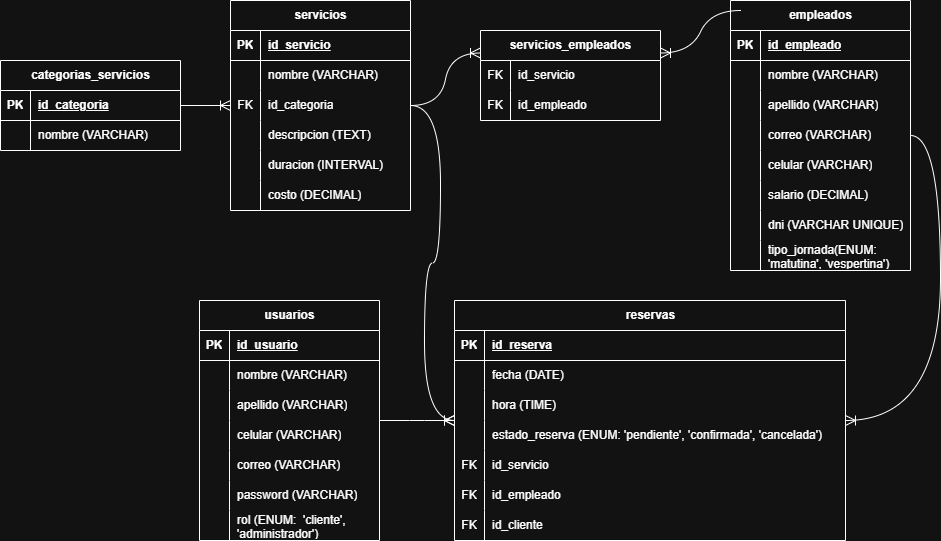 categorias_servicios
PK id_categoria
nombre (VARCHAR)
servicios
PK id_servicio
nombre (VARCHAR)
FK id_categoria
descripcion (TEXT)
duracion (INTERVAL)
costo (DECIMAL)
servicios_empleados
FK id_servicio
FK id_empleado
empleados
PK id_empleado
nombre (VARCHAR)
apellido (VARCHAR)
correo (VARCHAR)
celular (VARCHAR)
salario (DECIMAL)
dni (VARCHAR UNIQUE)
tipo_jornada(ENUM:
'matutina', 'vespertina')
usuarios
PK id_usuario
nombre (VARCHAR)
apellido (VARCHAR)
celular (VARCHAR)
correo (VARCHAR)
password (VARCHAR)
rol (ENUM: 'cliente',
'administrador')
reservas
PK id_reserva
fecha (DATE)
hora (TIME)
estado_reserva (ENUM: 'pendiente', 'confirmada', 'cancelada')
FK id_servicio
FK id_empleado
FK id_cliente